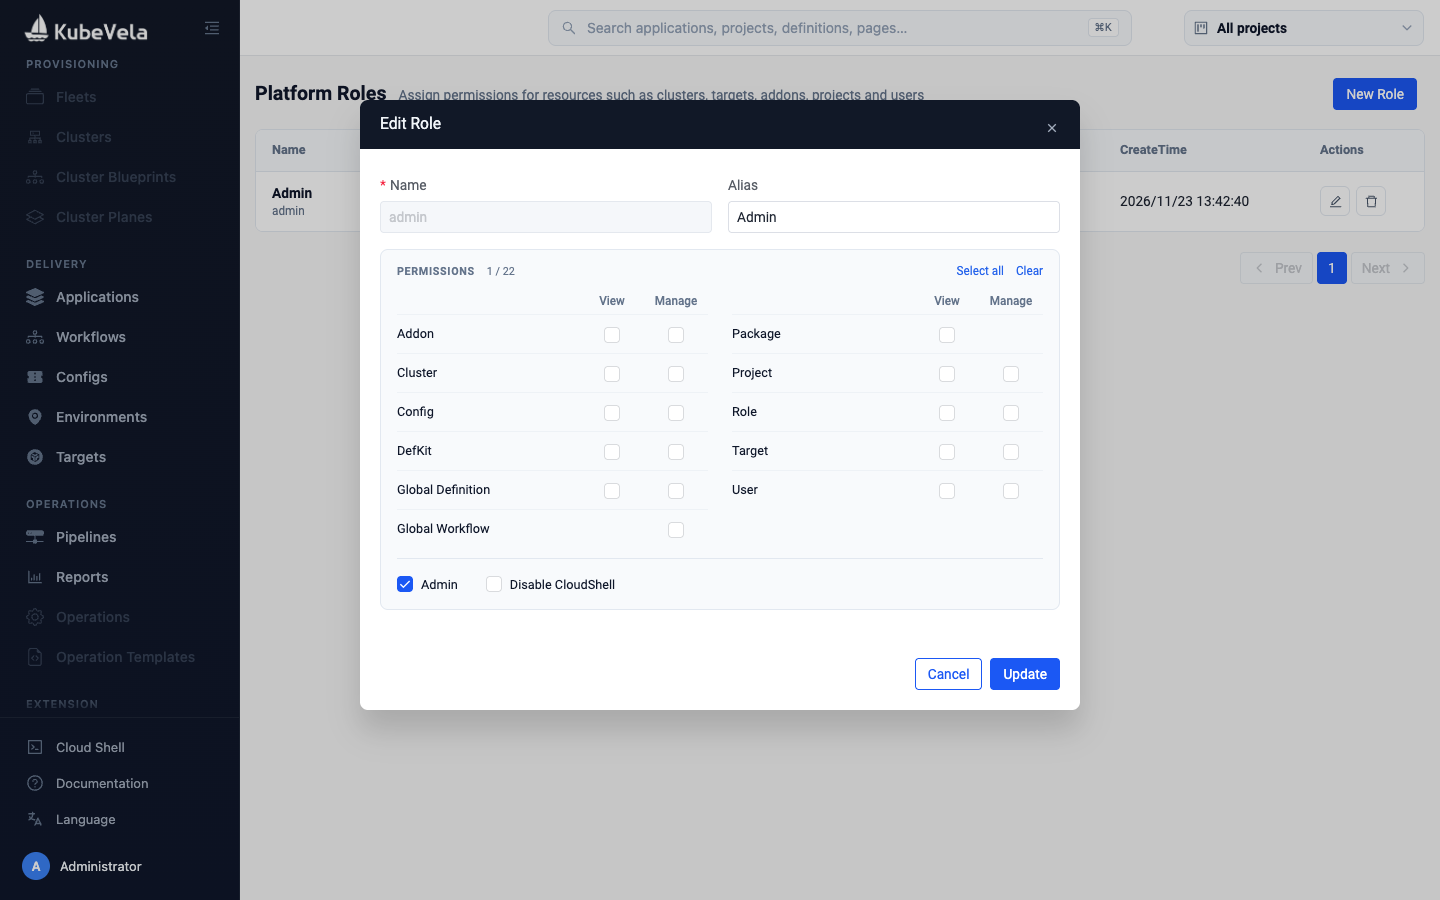 KubeVela
PROVISIONING
Fleets
Clusters
Cluster Blueprints
Cluster Planes
DELIVERY
Applications
Workflows
Configs
Environments
Targets
OPERATIONS
Pipelines
Reports
Operations
Operation Templates
EXTENSION
Cloud Shell
Documentation
Language
A Administrator
Search applications, projects, definitions, pages... ⌘K
All projects
Platform Roles Assign permissions for resources such as clusters, targets, addons, projects and users
New Role
Name CreateTime Actions
Admin
admin
2026/11/23 13:42:40
Prev 1 Next
Edit Role
* Name Alias
admin Admin
PERMISSIONS 1 / 22 Select all Clear
View Manage View Manage
Addon Package
Cluster Project
Config Role
DefKit Target
Global Definition User
Global Workflow
Admin Disable CloudShell
Cancel Update